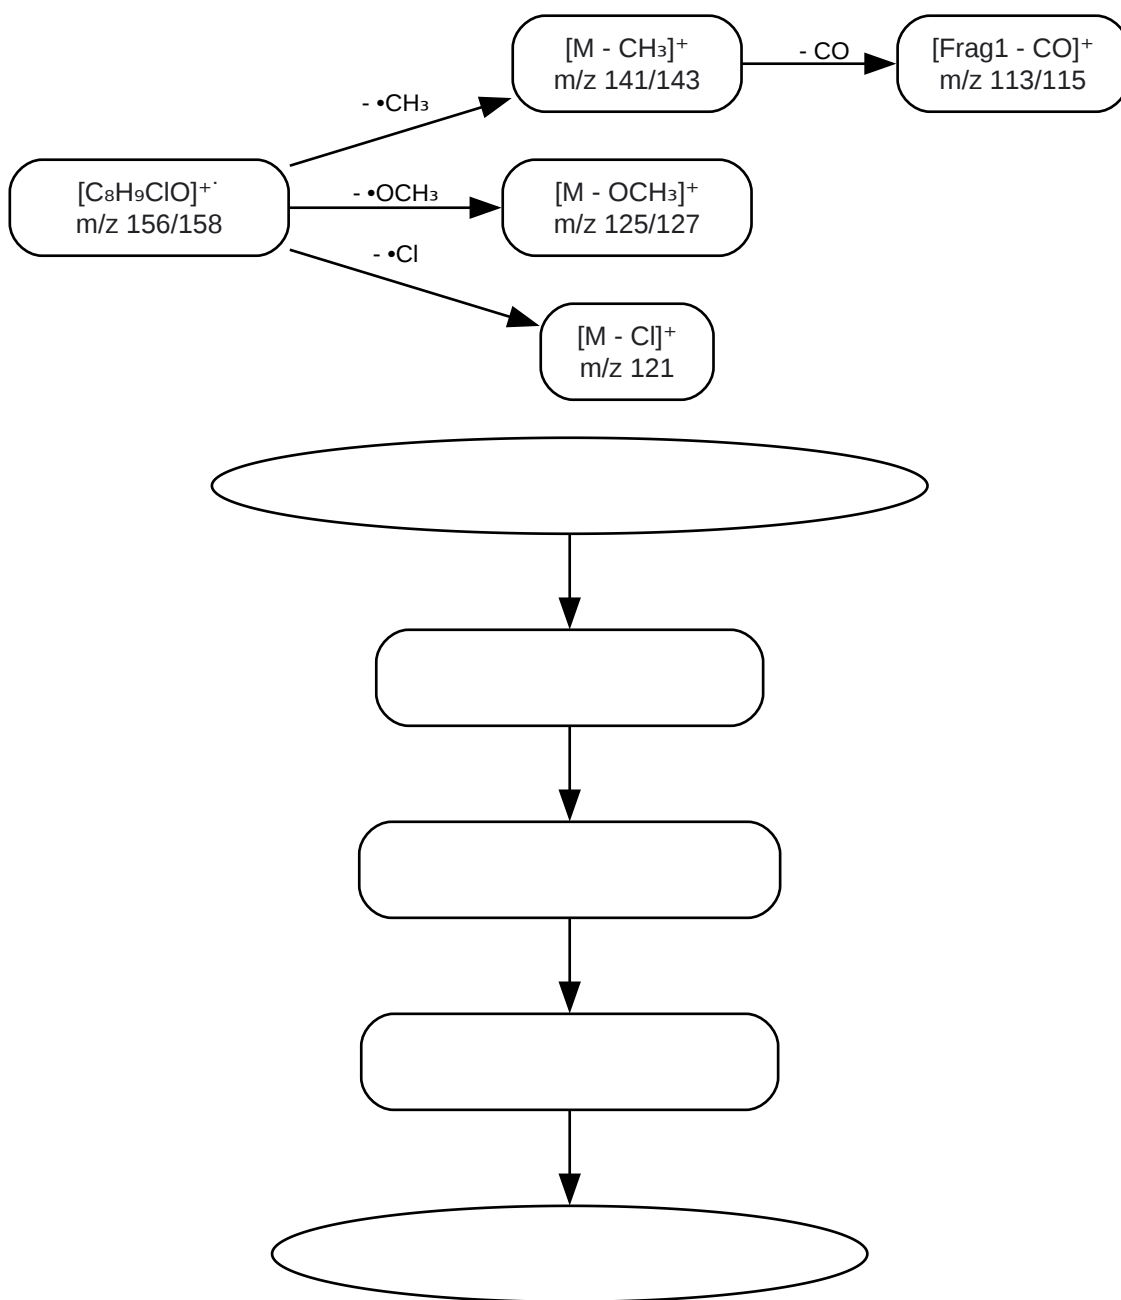 [M - CH₃]⁺
m/z 141/143
- CO
[Frag1 - CO]⁺
m/z 113/115
- •CH₃
[C₈H₉ClO]⁺˙
m/z 156/158
- •OCH₃
[M - OCH₃]⁺
m/z 125/127
- •Cl
[M - Cl]⁺
m/z 121